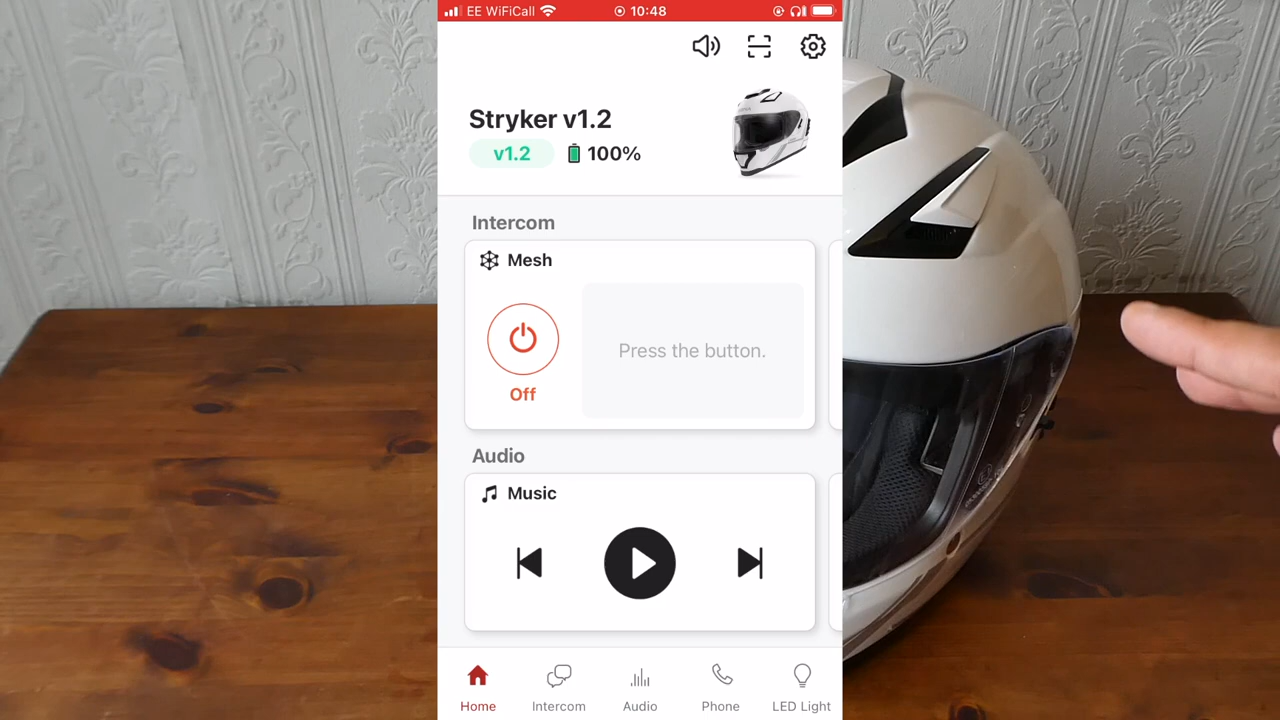 EE WiFiCall 10:48
Stryker v1.2
v1.2 100%
Intercom
Mesh
Press the button.
Off
Audio
Music
Home Intercom Audio Phone LED Light